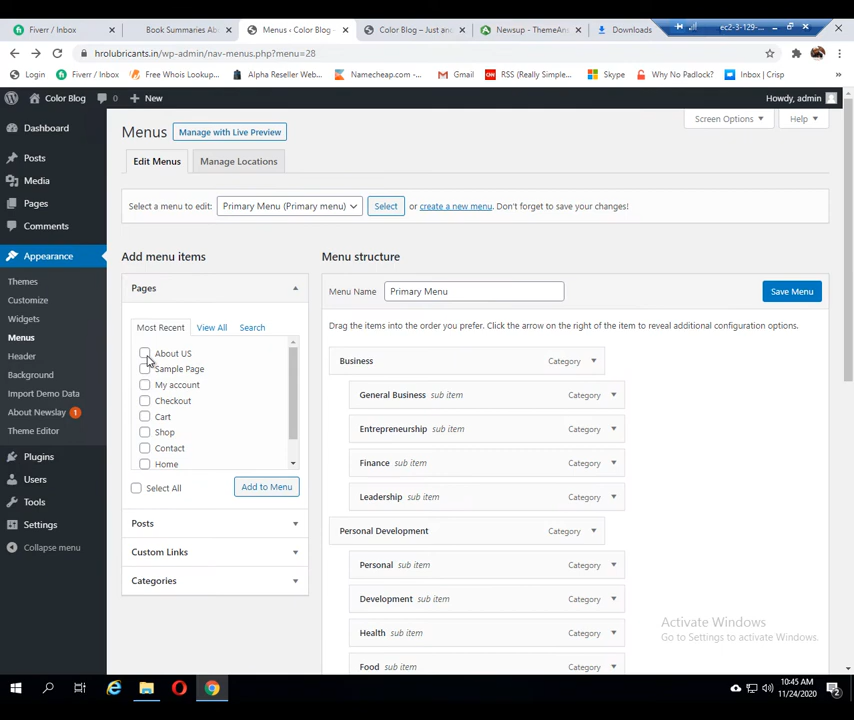 Fiverr / Inbox
Book Summaries Ab
Menus ‹ Color Blog
Color Blog – Just an
Newsup - ThemeAns
Downloads
ec2-3-129-
hrolubricants.in/wp-admin/nav-menus.php?menu=28
Login
Fiverr / Inbox
Free Whois Lookup...
Alpha Reseller Web...
Namecheap.com -...
Gmail
RSS (Really Simple...
Skype
Why No Padlock?
Inbox | Crisp
Color Blog
0
New
Howdy, admin
Dashboard
Posts
Media
Pages
Comments
Appearance
Themes
Customize
Widgets
Menus
Header
Background
Import Demo Data
About Newslay 1
Theme Editor
Plugins
Users
Tools
Settings
Collapse menu
Menus
Manage with Live Preview
Screen Options
Help
Edit Menus
Manage Locations
Select a menu to edit: Primary Menu (Primary menu) Select or create a new menu. Don't forget to save your changes!
Add menu items
Pages
Most Recent
View All
Search
About US
Sample Page
My account
Checkout
Cart
Shop
Contact
Home
Select All
Add to Menu
Posts
Custom Links
Categories
Menu structure
Menu Name
Primary Menu
Save Menu
Drag the items into the order you prefer. Click the arrow on the right of the item to reveal additional configuration options.
Business Category
General Business sub item Category
Entrepreneurship sub item Category
Finance sub item Category
Leadership sub item Category
Personal Development Category
Personal sub item Category
Development sub item Category
Health sub item Category
Food sub item Category
Activate Windows
Go to Settings to activate Windows.
10:45 AM
11/24/2020
2